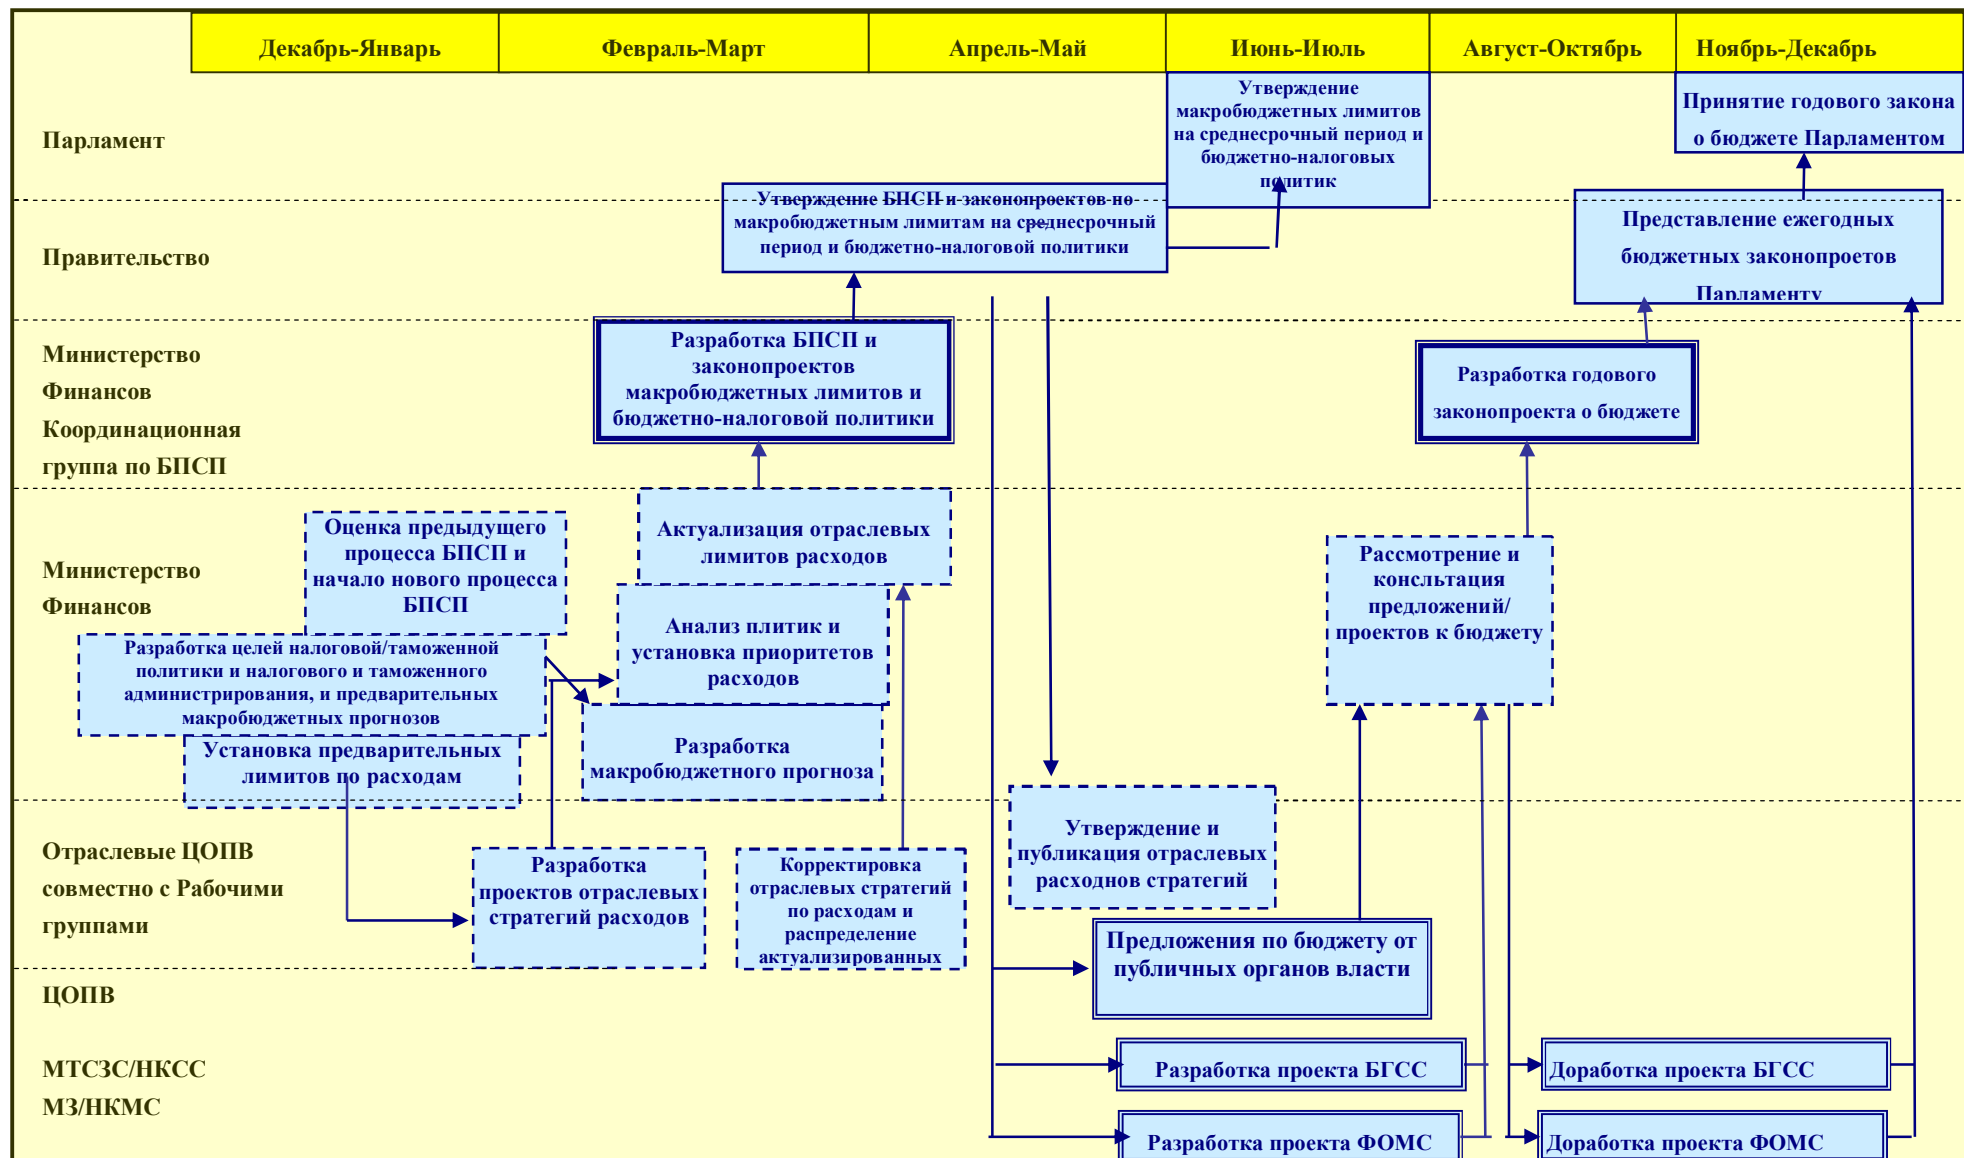 Декабрь-Январь
Февраль-Март
Апрель-Май
Июнь-Июль
Август-Октябрь
Ноябрь-Декабрь
Парламент
Утверждение
макробюджетных лимитов
на среднесрочный период и
бюджетно-налоговых
политик
Принятие годового закона
о бюджете Парламентом
Правительство
Утверждение БПСП и законопроектов по
макробюджетным лимитам на среднесрочный
период и бюджетно-налоговой политики
Представление ежегодных
бюджетных законопроетов
Парламенту
Министерство
Финансов
Координационная
группа по БПСП
Разработка БПСП и
законопроектов
макробюджетных лимитов и
бюджетно-налоговой политики
Разработка годового
законопроекта о бюджете
Министерство
Финансов
Оценка предыдущего
процесса БПСП и
начало нового процесса
БПСП
Актуализация отраслевых
лимитов расходов
Рассмотрение и
консльтация
предложений/
проектов к бюджету
Разработка целей налоговой/таможенной
политики и налогового и таможенного
администрирования, и предварительных
макробюджетных прогнозов
Анализ плитик и
установка приоритетов
расходов
Установка предварительных
лимитов по расходам
Разработка
макробюджетного прогноза
Отраслевые ЦОПВ
совместно с Рабочими
группами
Разработка
проектов отраслевых
стратегий расходов
Корректировка
отраслевых стратегий
по расходам и
распределение
актуализированных
Утверждение и
публикация отраслевых
расходнов стратегий
Предложения по бюджету от
публичных органов власти
ЦОПВ
МТСЗС/НКСС
МЗ/НКМС
Разработка проекта БГСС
Доработка проекта БГСС
Разработка проекта ФОМС
Доработка проекта ФОМС